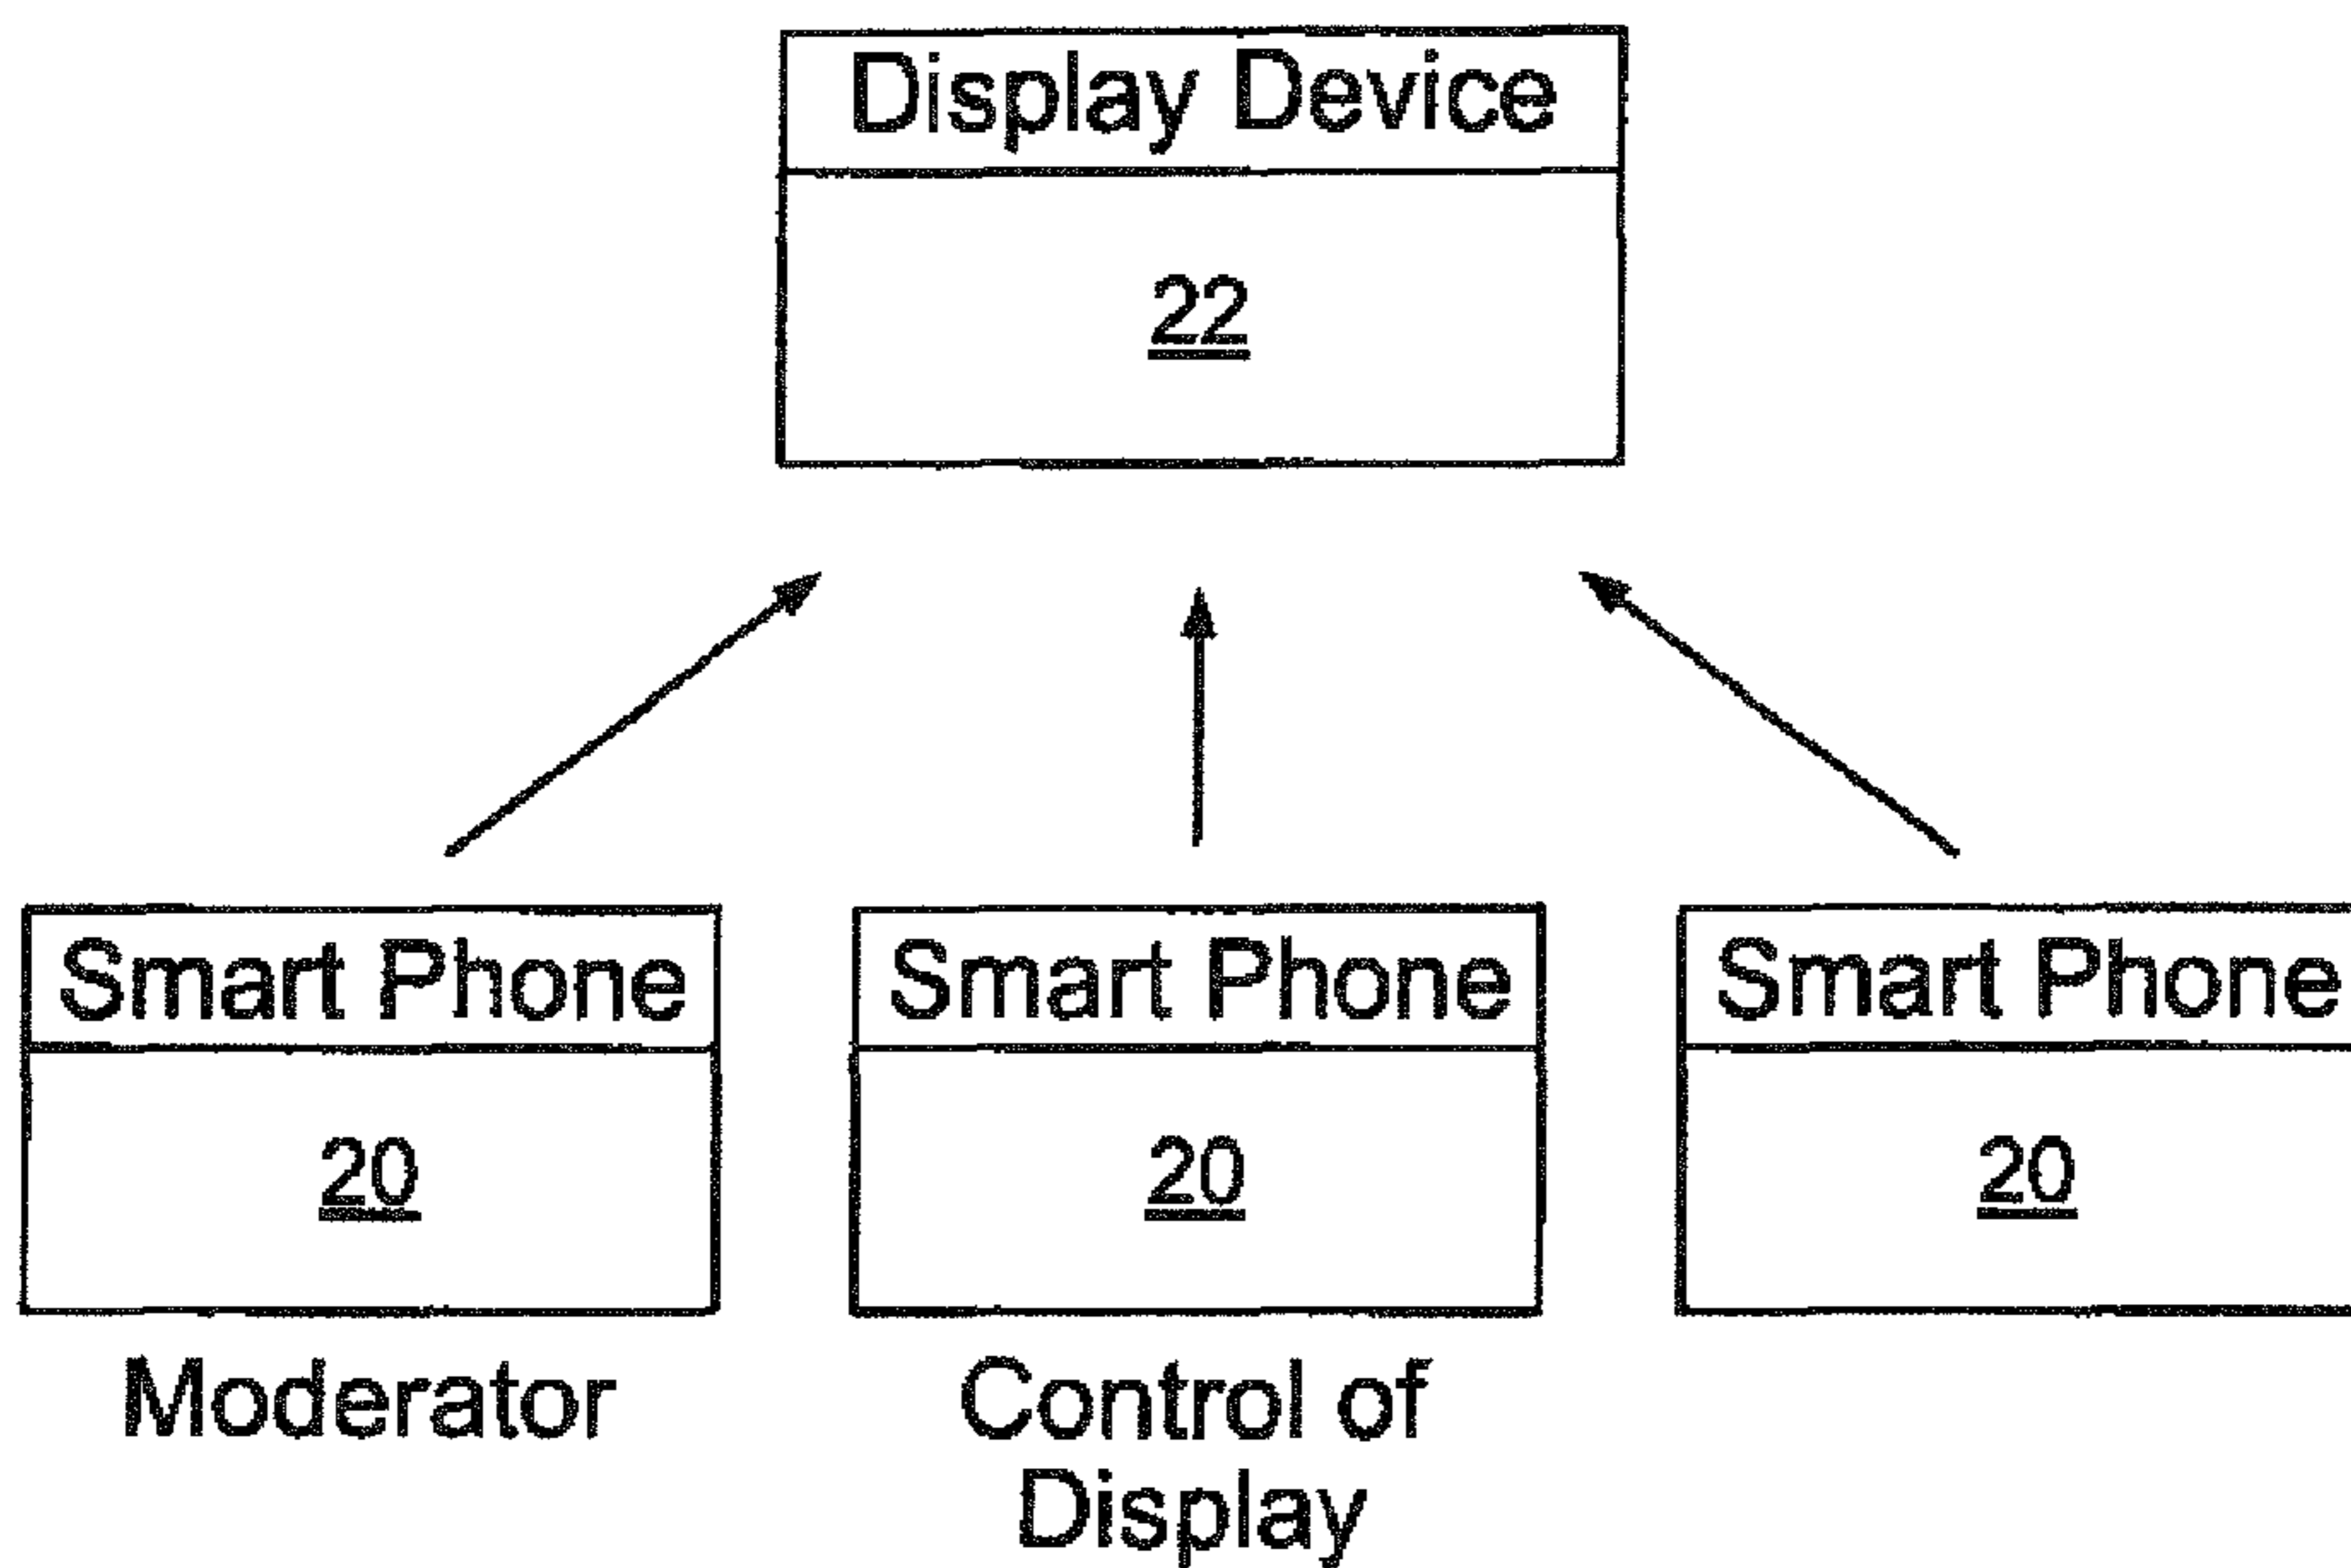 Display Device
22
Smart Phone
Smart Phone
Smart Phone
20
20
20
Moderator
Control of
Display